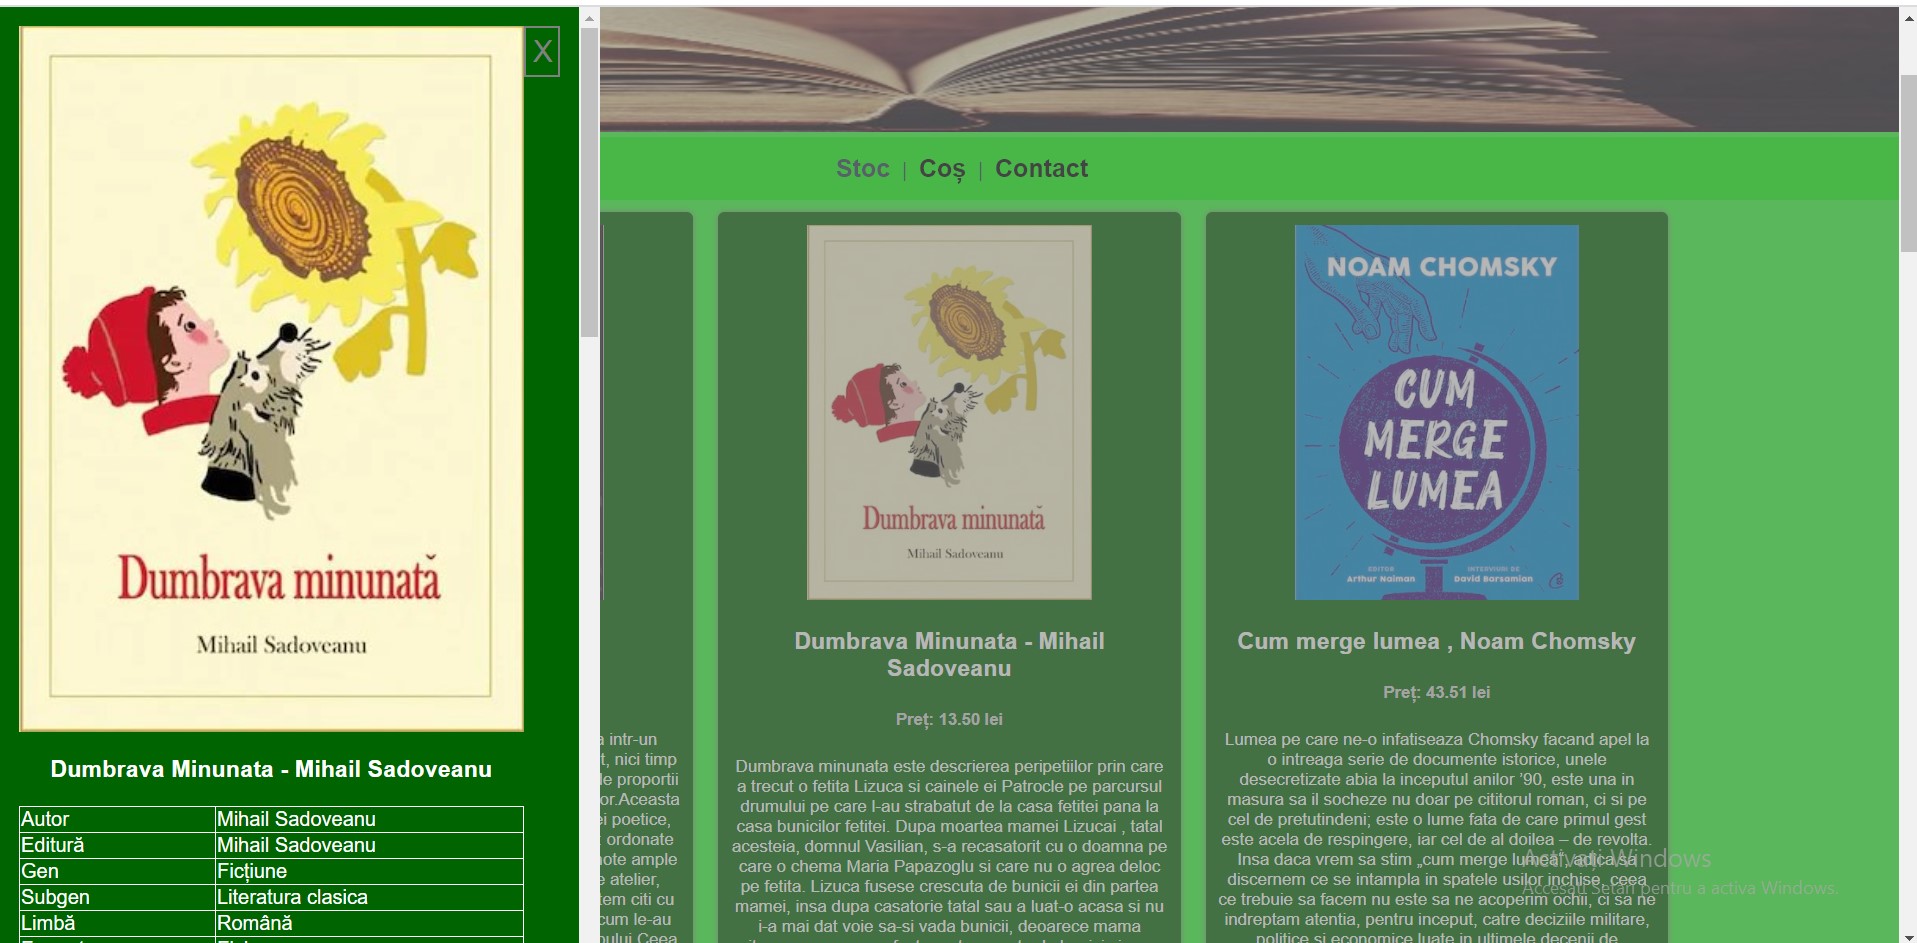 X
Dumbrava minunată
Mihail Sadoveanu
Dumbrava Minunata - Mihail Sadoveanu
Autor Mihail Sadoveanu
Editură Mihail Sadoveanu
Gen Ficțiune
Subgen Literatura clasica
Limbă Română
Stoc | Coș | Contact
a intr-un
t, nici timp
le proportii
or.Aceasta
ei poetice,
ordonate
note ample
e atelier,
tem citi cu
cum le-au
pului Ceea
Dumbrava minunată
Mihail Sadoveanu
Dumbrava Minunata - Mihail
Sadoveanu
Preț: 13.50 lei
Dumbrava minunata este descrierea peripetiilor prin care
a trecut o fetita Lizuca si cainele ei Patrocle pe parcursul
drumului pe care l-au strabatut de la casa fetitei pana la
casa bunicilor fetitei. Dupa moartea mamei Lizucai , tatal
acesteia, domnul Vasilian, s-a recasatorit cu o doamna pe
care o chema Maria Papazoglu si care nu o agrea deloc
pe fetita. Lizuca fusese crescuta de bunicii ei din partea
mamei, insa dupa casatorie tatal sau a luat-o acasa si nu
i-a mai dat voie sa-si vada bunicii, deoarece mama
NOAM CHOMSKY
CUM
MERGE
LUMEA
EDITOR
Arthur Naiman
INTERVIURI DE
David Barsamian
Cum merge lumea , Noam Chomsky
Preț: 43.51 lei
Lumea pe care ne-o infatiseaza Chomsky facand apel la
o intreaga serie de documente istorice, unele
desecretizate abia la inceputul anilor ’90, este una in
masura sa il socheze nu doar pe cititorul roman, ci si pe
cel de pretutindeni; este o lume fata de care primul gest
este acela de respingere, iar cel de al doilea – de revolta.
Insa daca vrem sa stim „cum merge lumea“, adica sa
discernem ce se intampla in spatele usilor inchise, ceea
ce trebuie sa facem nu este sa ne acoperim ochii, ci sa ne
indreptam atentia, pentru inceput, catre deciziile militare,
politice si economice luate in ultimele decenii de
Activați Windows
Accesați Setări pentru a activa Windows.